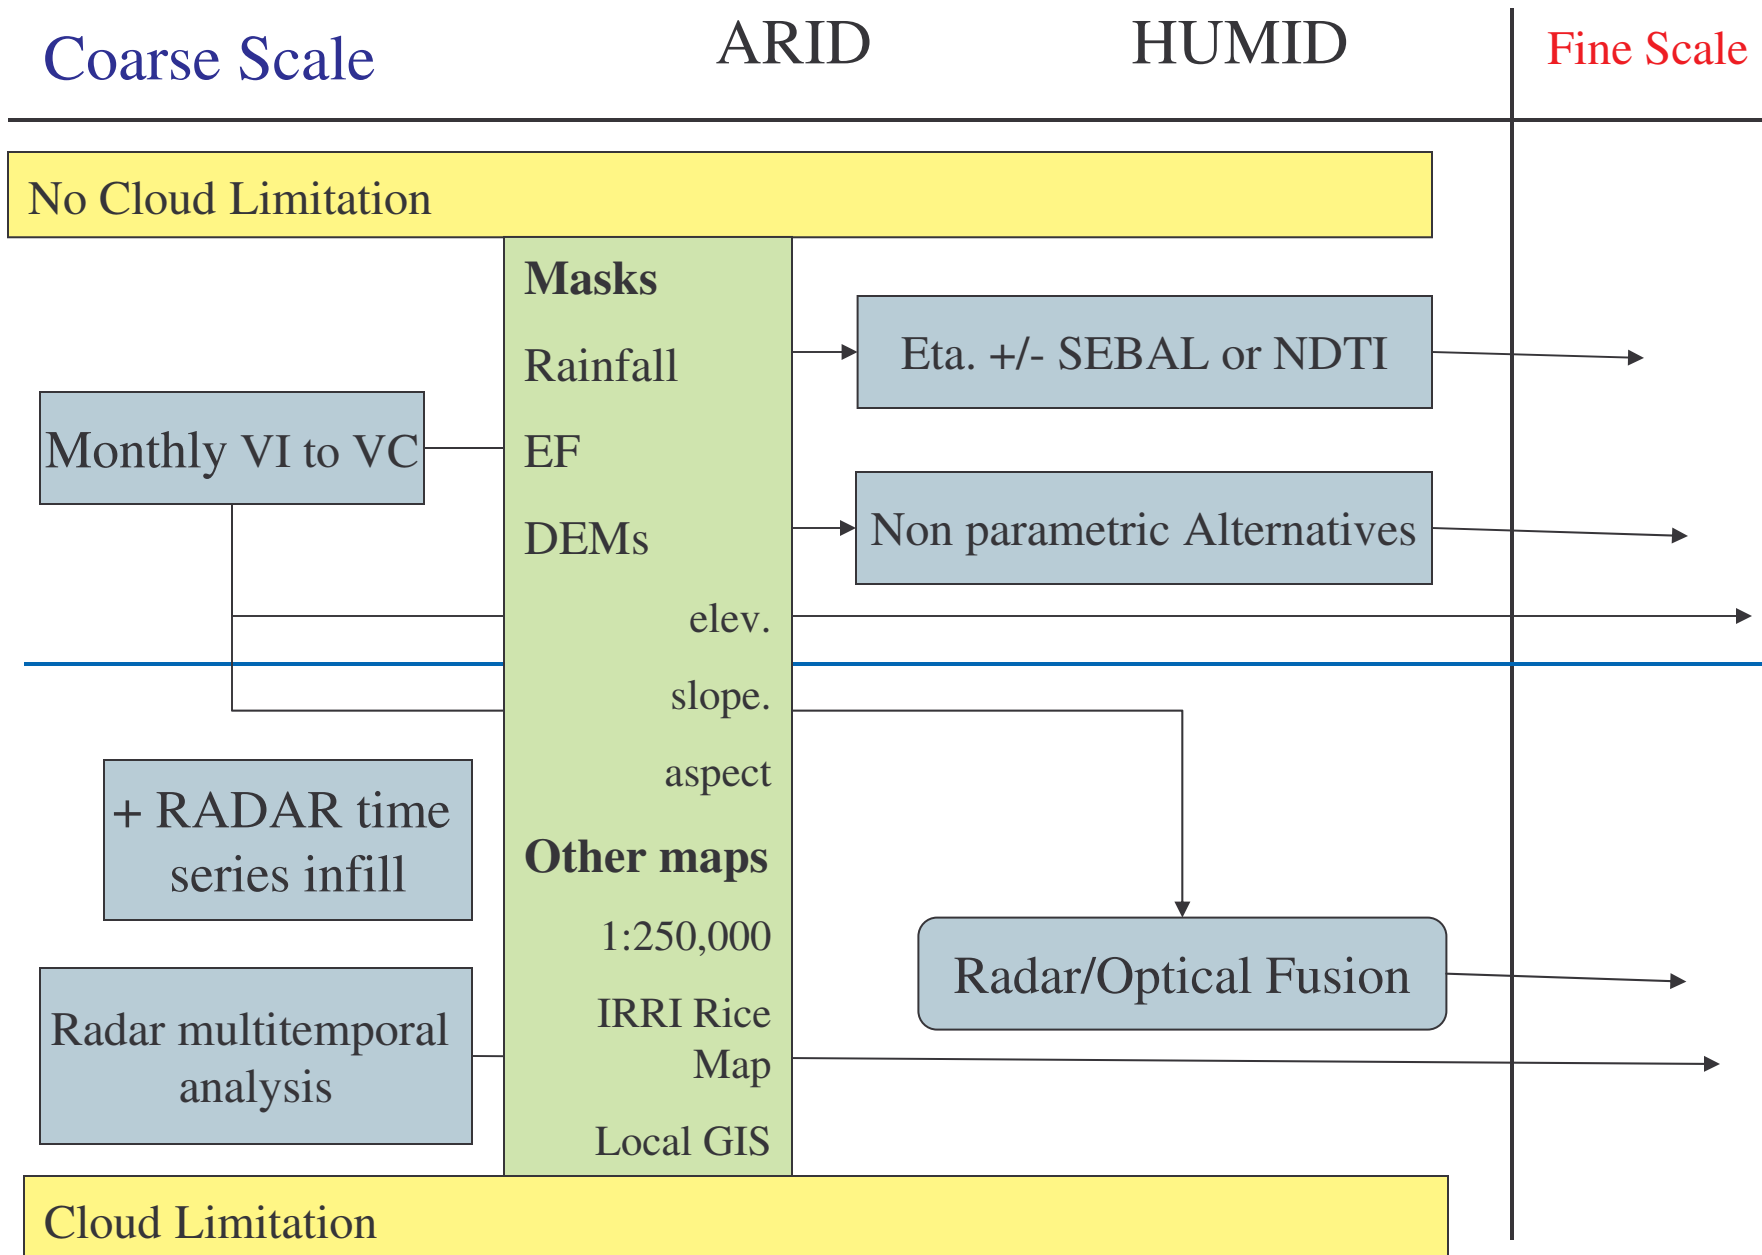 Coarse Scale
ARID
HUMID
Fine Scale
No Cloud Limitation
Masks
Rainfall
EF
DEMs
elev.
slope.
aspect
Other maps
1:250,000
IRRI Rice
Map
Local GIS
Monthly VI to VC
+ RADAR time
series infill
Radar multitemporal
analysis
Eta. +/- SEBAL or NDTI
Non parametric Alternatives
Radar/Optical Fusion
Cloud Limitation